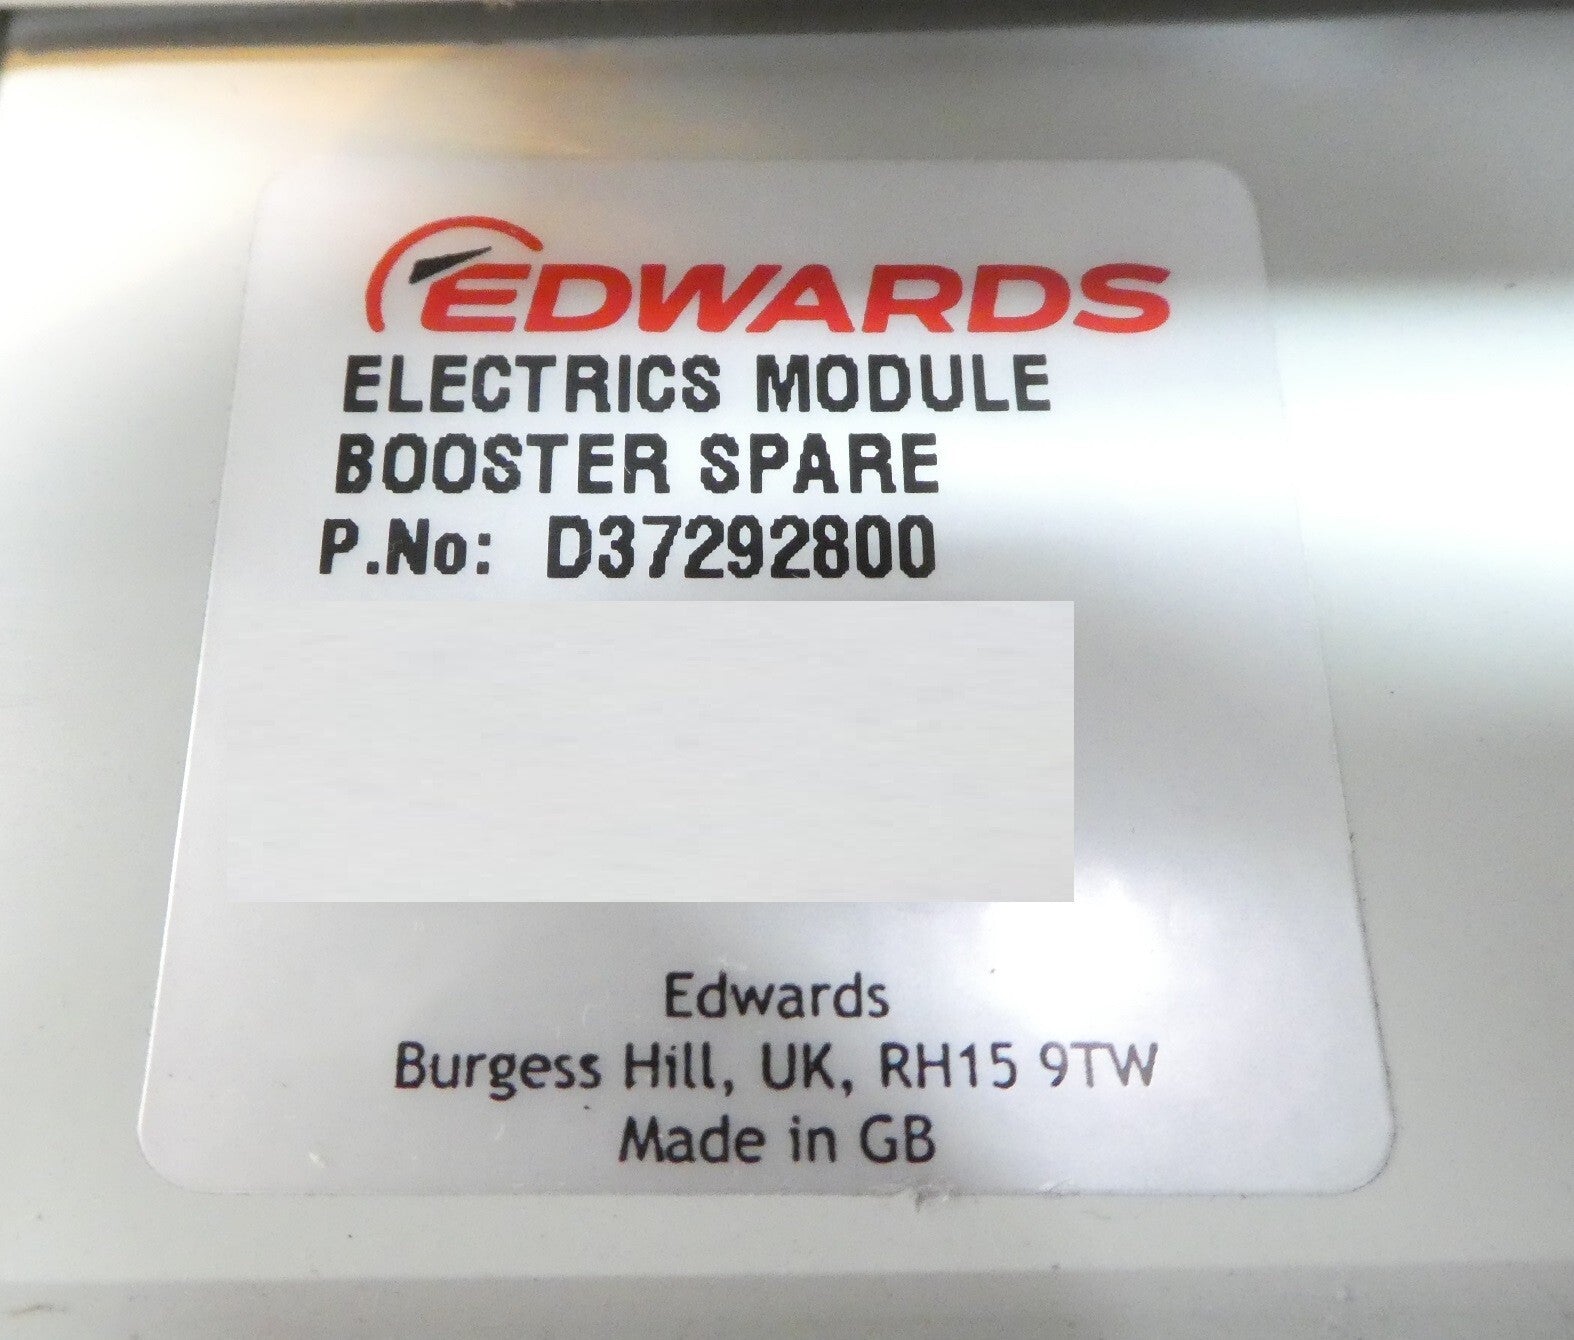 EDWARDS
ELECTRICS MODULE
BOOSTER SPARE
P.No: D37292800
Edwards
Burgess Hill, UK, RH15 9TW
Made in GB